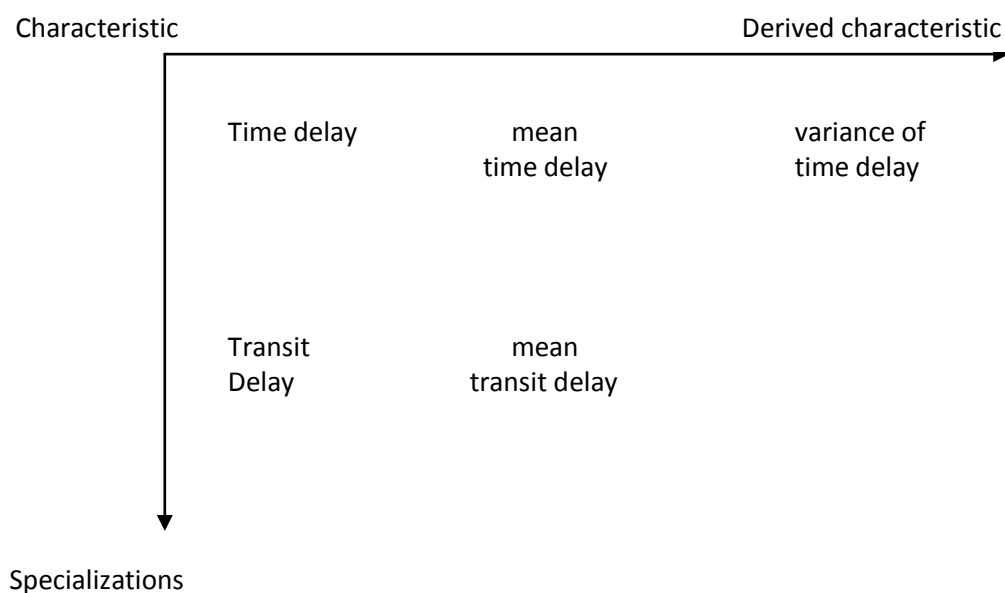 Characteristic
Derived characteristic
Time delay
mean
time delay
variance of
time delay
Transit
Delay
mean
transit delay
Specializations